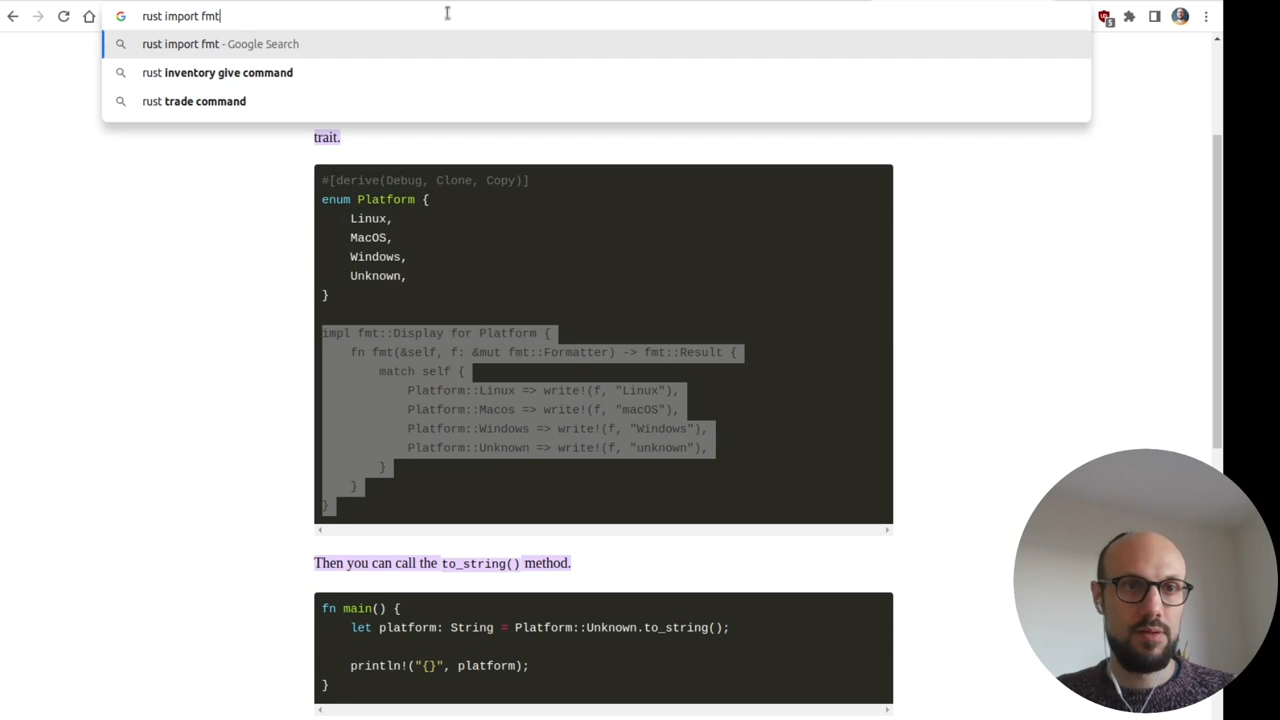 rust import fmt
rust import fmt - Google Search
5
rust inventory give command
rust trade command
trait.
#[derive(Debug, Clone, Copy)]
enum Platform {
    Linux,
    MacOS,
    Windows,
    Unknown,
}
impl fmt::Display for Platform {
    fn fmt(&self, f: &mut fmt::Formatter) -> fmt::Result {
        match self {
            Platform::Linux => write!(f, "Linux"),
            Platform::Macos => write!(f, "macOS"),
            Platform::Windows => write!(f, "Windows"),
            Platform::Unknown => write!(f, "unknown"),
        }
    }
}
Then you can call the to_string() method.
fn main() {
    let platform: String = Platform::Unknown.to_string();
    println!("{}", platform);
}